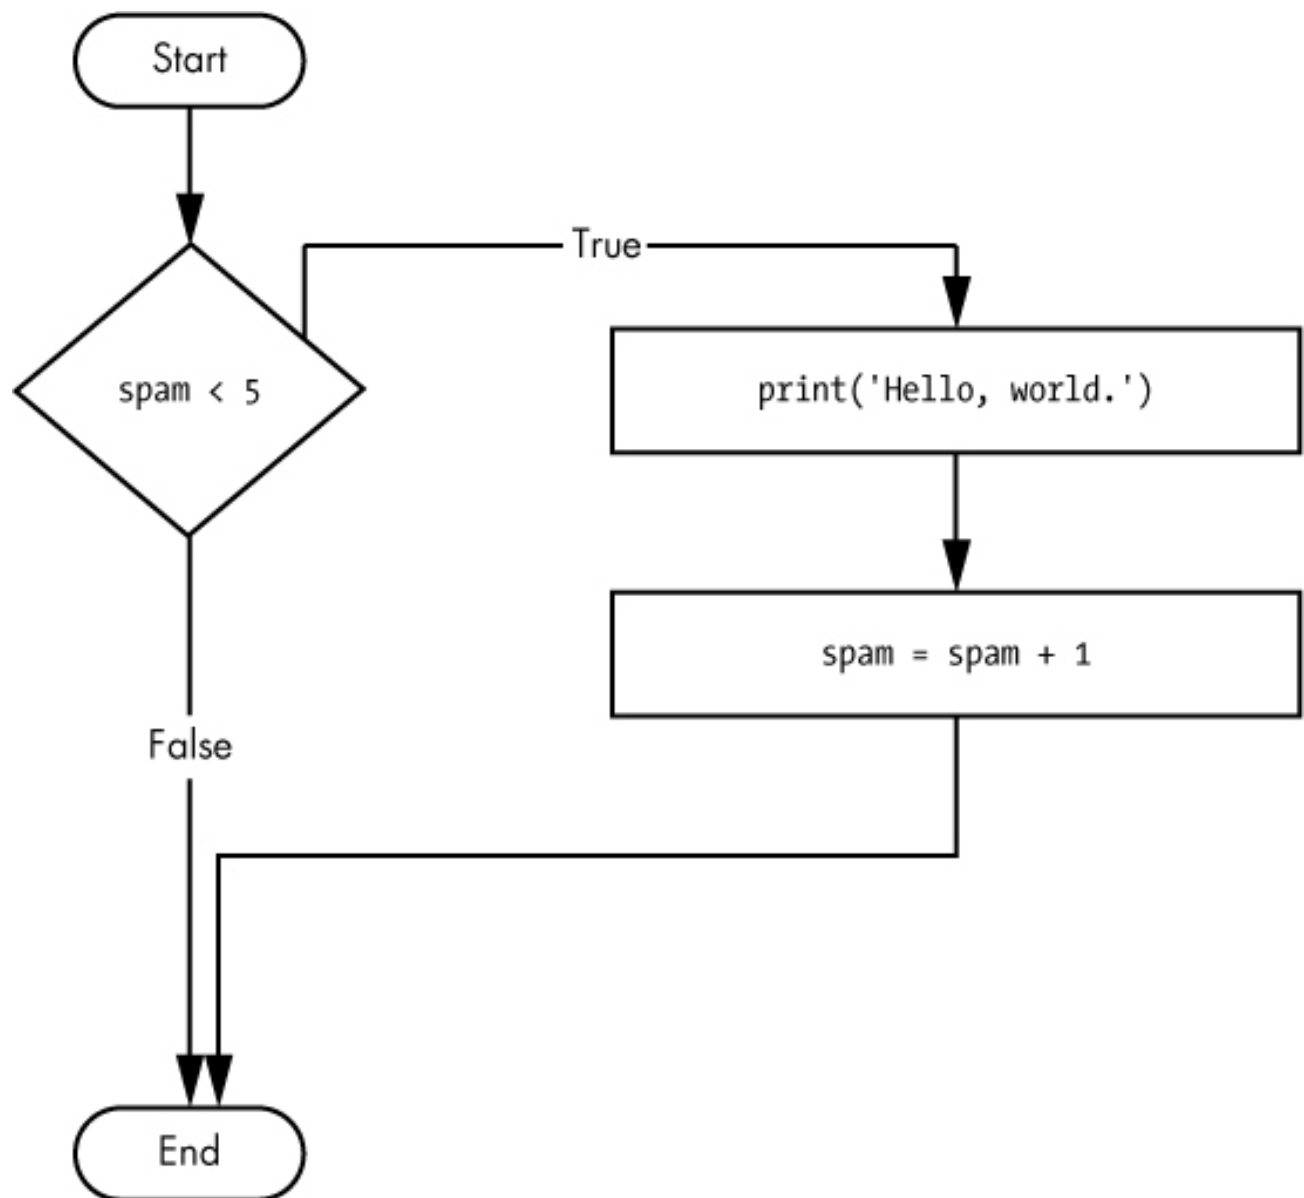 Start
True
spam < 5
print('Hello, world.')
spam = spam + 1
False
End